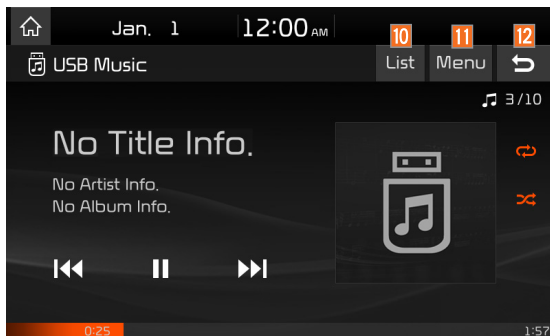 Jan. 1 12:00 AM
10 11 12
USB Music List Menu
3/10
No Title Info.
No Artist Info.
No Album Info.
0:25 1:57